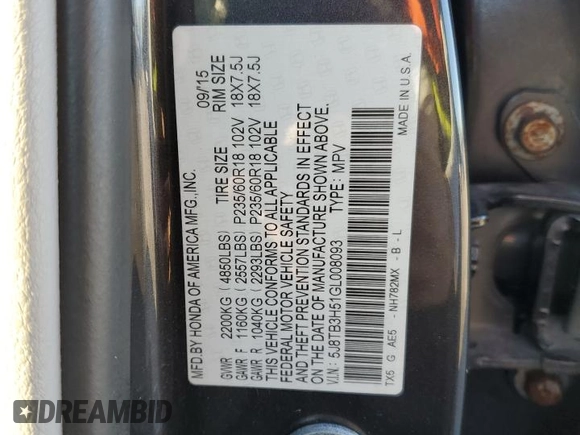 MFD.BY HONDA OF AMERICA MFG.,INC. 09/15
TIRE SIZE RIM SIZE
GVWR 2200KG (4850LBS)
GAWR F 1160KG (2557LBS) P235/60R18 102V 18X7.5J
GAWR R 1040KG (2293LBS) P235/60R18 102V 18X7.5J
THIS VEHICLE CONFORMS TO ALL APPLICABLE
FEDERAL MOTOR VEHICLE SAFETY
AND THEFT PREVENTION STANDARDS IN EFFECT
ON THE DATE OF MANUFACTURE SHOWN ABOVE.
V.I.N.: 5J8TB3H51GL008093 TYPE: MPV
TX5 G AE5 - NH782MX - B - L MADE IN U.S.A.
DREAMBID